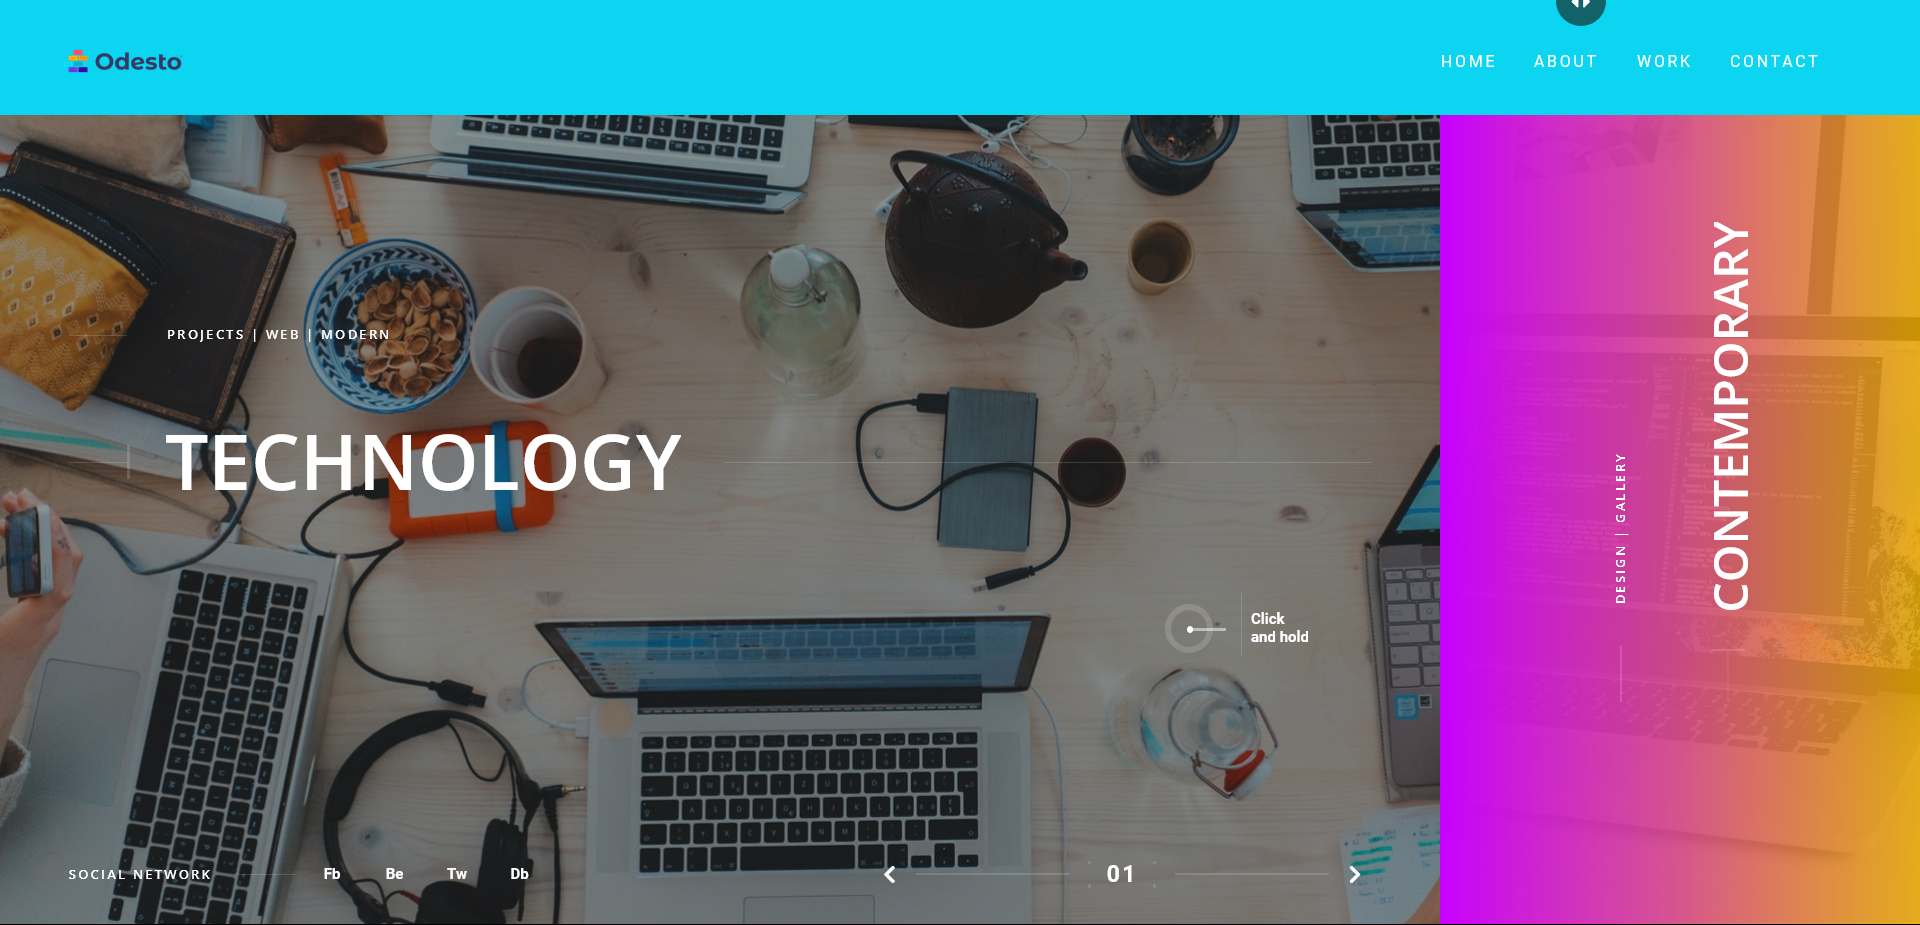 Odesto
HOME
ABOUT
WORK
CONTACT
PROJECTS | WEB | MODERN
TECHNOLOGY
Click
and hold
DESIGN | GALLERY
CONTEMPORARY
SOCIAL NETWORK
Fb
Be
Tw
Db
01